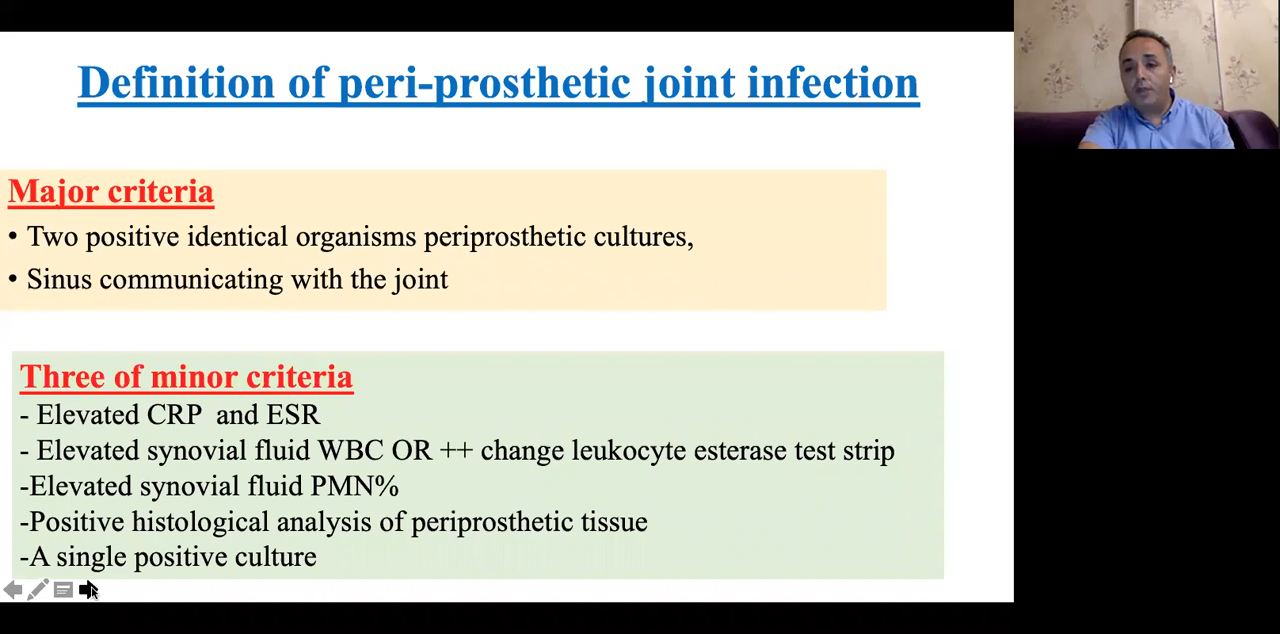 Definition of peri-prosthetic joint infection
Major criteria
• Two positive identical organisms periprosthetic cultures,
• Sinus communicating with the joint
Three of minor criteria
- Elevated CRP and ESR
- Elevated synovial fluid WBC OR ++ change leukocyte esterase test strip
-Elevated synovial fluid PMN%
-Positive histological analysis of periprosthetic tissue
-A single positive culture